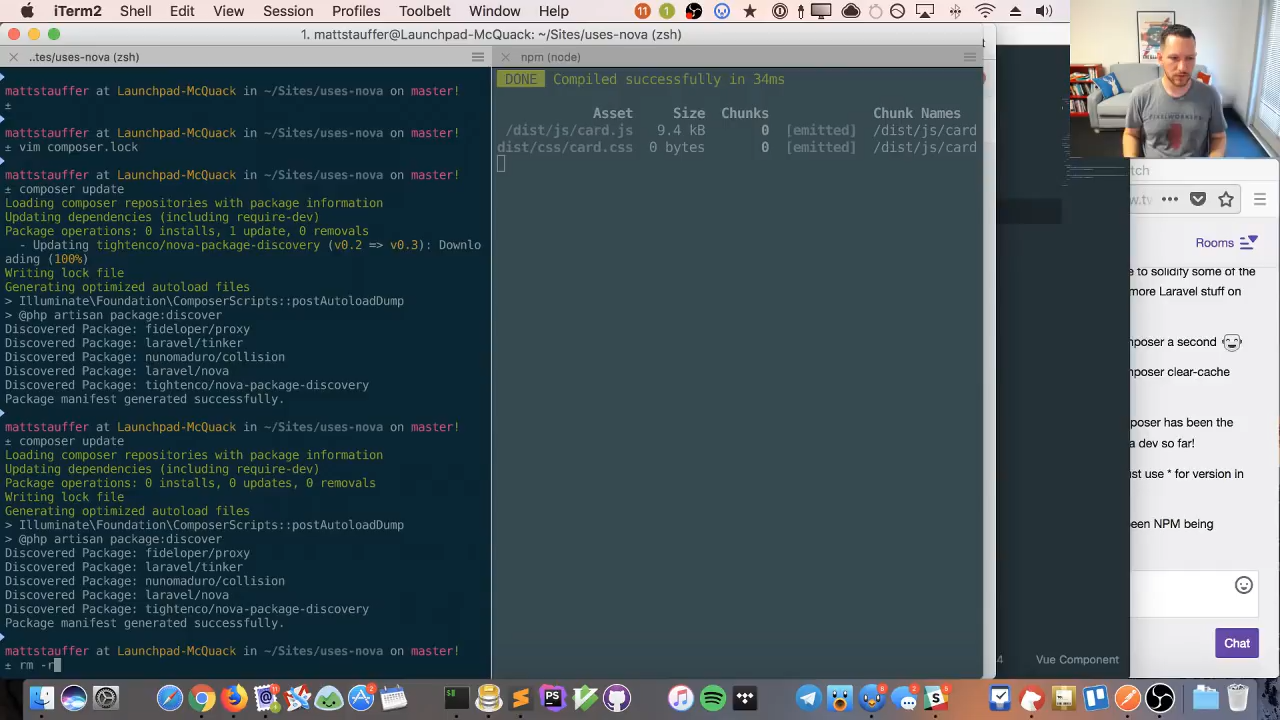 iTerm2 Shell Edit View Session Profiles Toolbelt Window Help
11 1
1. mattstauffer@Launchpad-McQuack: ~/Sites/uses-nova (zsh)
..tes/uses-nova (zsh)
npm (node)
mattstauffer at Launchpad-McQuack in ~/Sites/uses-nova on master!
±
mattstauffer at Launchpad-McQuack in ~/Sites/uses-nova on master!
± vim composer.lock
mattstauffer at Launchpad-McQuack in ~/Sites/uses-nova on master!
± composer update
Loading composer repositories with package information
Updating dependencies (including require-dev)
Package operations: 0 installs, 1 update, 0 removals
- Updating tightenco/nova-package-discovery (v0.2 => v0.3): Downlo
ading (100%)
Writing lock file
Generating optimized autoload files
> Illuminate\Foundation\ComposerScripts::postAutoloadDump
> @php artisan package:discover
Discovered Package: fideloper/proxy
Discovered Package: laravel/tinker
Discovered Package: nunomaduro/collision
Discovered Package: laravel/nova
Discovered Package: tightenco/nova-package-discovery
Package manifest generated successfully.
mattstauffer at Launchpad-McQuack in ~/Sites/uses-nova on master!
± composer update
Loading composer repositories with package information
Updating dependencies (including require-dev)
Package operations: 0 installs, 0 updates, 0 removals
Writing lock file
Generating optimized autoload files
> Illuminate\Foundation\ComposerScripts::postAutoloadDump
> @php artisan package:discover
Discovered Package: fideloper/proxy
Discovered Package: laravel/tinker
Discovered Package: nunomaduro/collision
Discovered Package: laravel/nova
Discovered Package: tightenco/nova-package-discovery
Package manifest generated successfully.
mattstauffer at Launchpad-McQuack in ~/Sites/uses-nova on master!
± rm -r
DONE Compiled successfully in 34ms
Asset Size Chunks Chunk Names
/dist/js/card.js 9.4 kB 0 [emitted] /dist/js/card
dist/css/card.css 0 bytes 0 [emitted] /dist/js/card
4 Vue Component
tch
w.tv
Rooms
e to solidify some of the
more Laravel stuff on
mposer a second
mposer clear-cache
poser has been the
a dev so far!
ust use * for version in
een NPM being
Chat